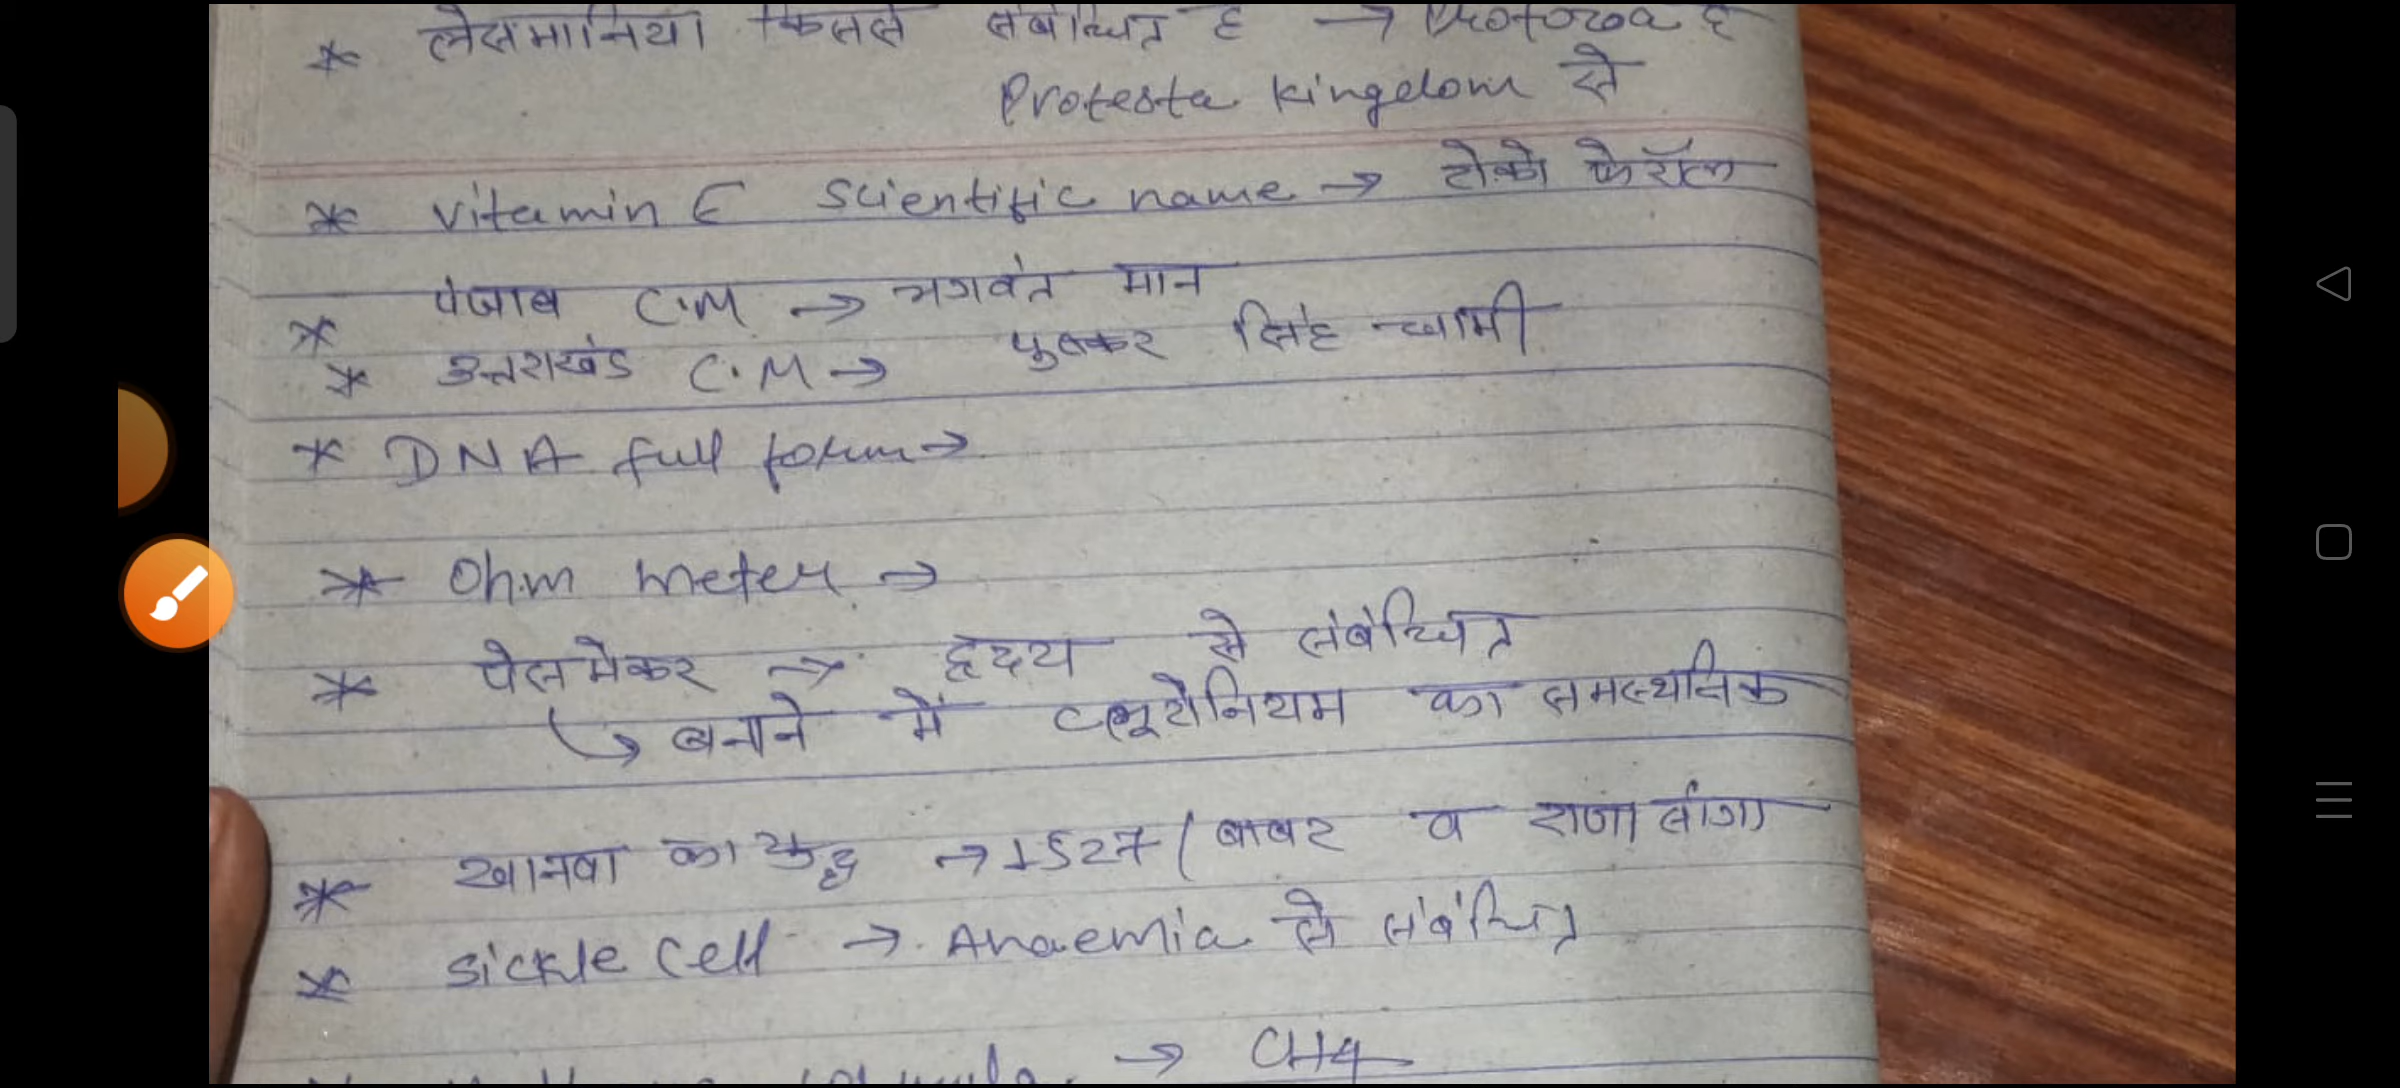 * लेसमानिया किससे संबंधित है → Protozoa है
Protesta kingdom से
* vitamin E scientific name → टोको फेरॉल
* पंजाब C.M → भगवंत मान
* उत्तराखंड C.M → पुष्कर सिंह धामी
* DNA full form →
* Ohm meter →
* पेसमेकर → हृदय से संबंधित
↳ बनाने में प्लूटोनियम का समस्थानिक
* खानवा का युद्ध → 1527 ( बाबर व राणा सांगा
* sickle cell → Anaemia से संबंधित
→ CH4